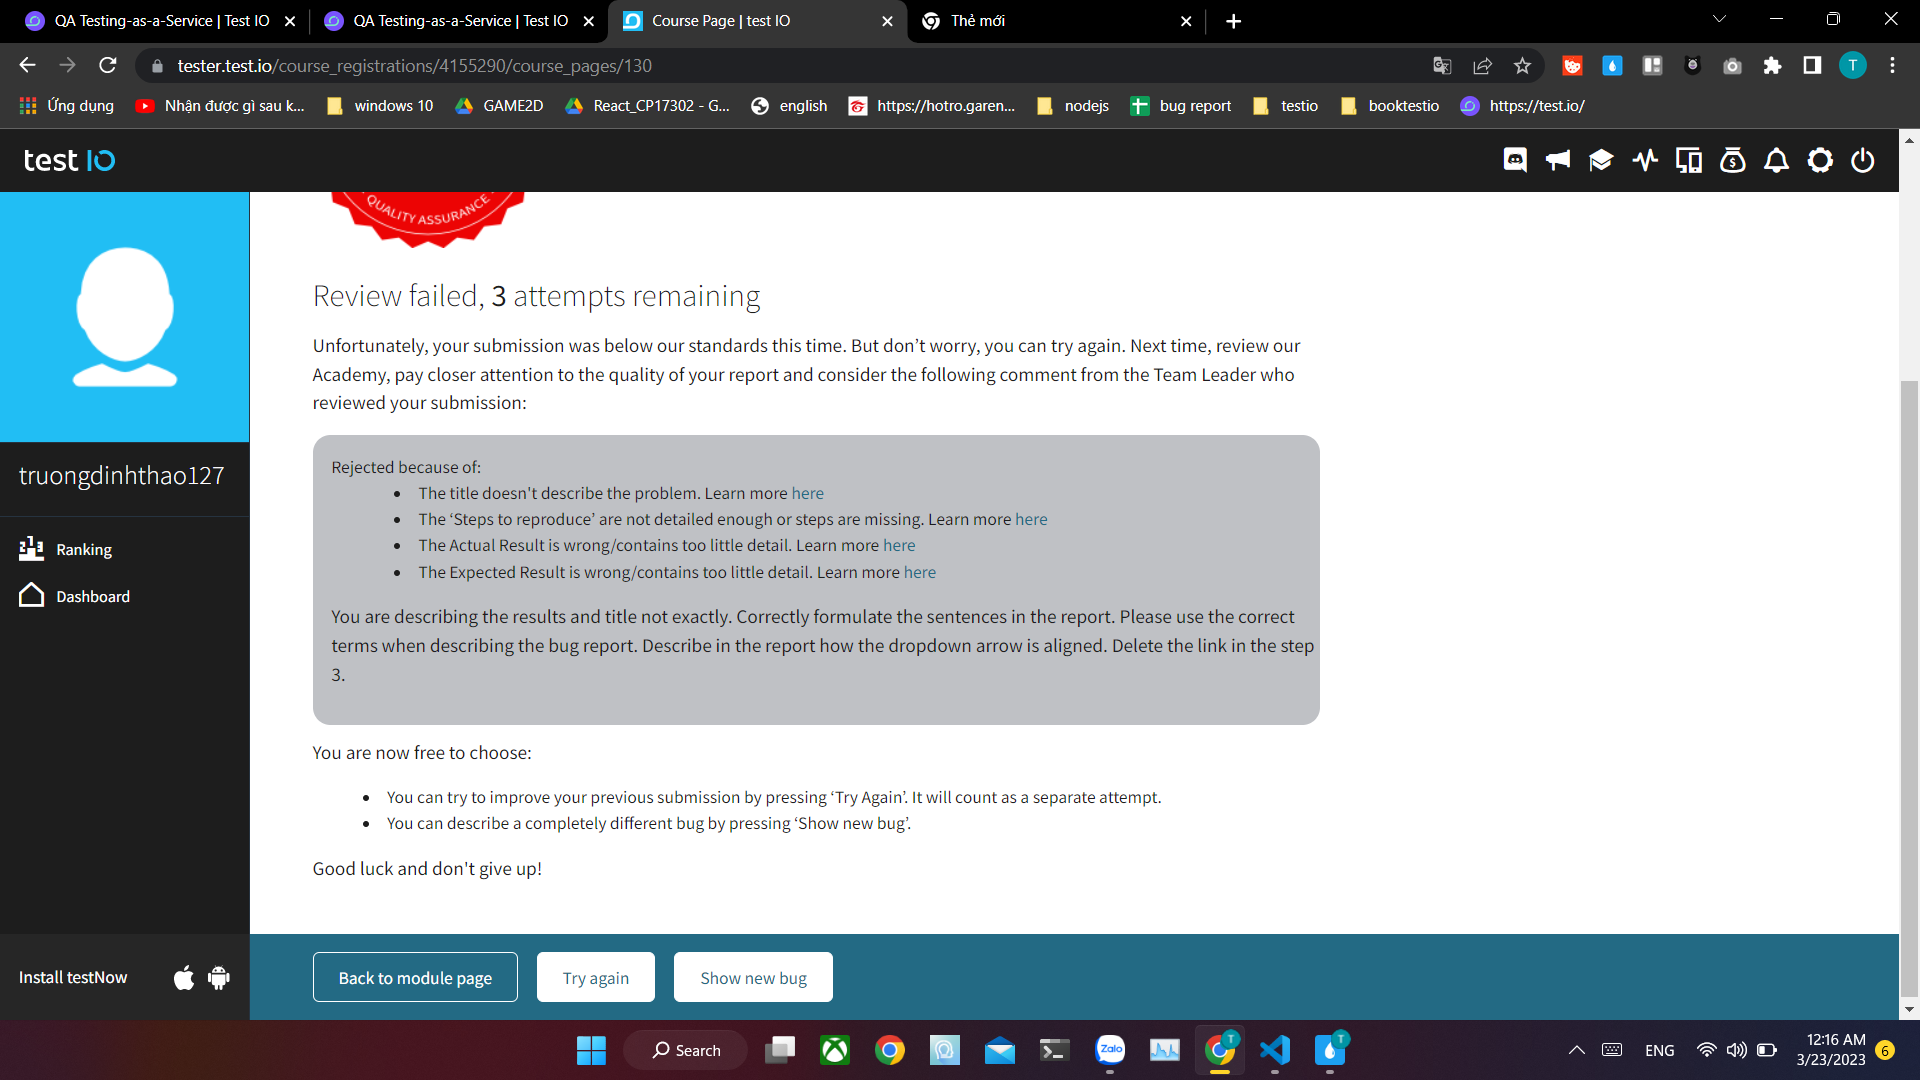 QA Testing-as-a-Service | Test IO
QA Testing-as-a-Service | Test IO
Course Page | test IO
Thẻ mới
tester.test.io/course_registrations/4155290/course_pages/130
T
Ứng dụng
Nhận được gì sau k...
windows 10
GAME2D
React_CP17302 - G...
english
https://hotro.garen...
nodejs
bug report
testio
booktestio
https://test.io/
test IO
QUALITY ASSURANCE
Review failed, 3 attempts remaining
Unfortunately, your submission was below our standards this time. But don’t worry, you can try again. Next time, review our
Academy, pay closer attention to the quality of your report and consider the following comment from the Team Leader who
reviewed your submission:
Rejected because of:
• The title doesn't describe the problem. Learn more here
• The ‘Steps to reproduce’ are not detailed enough or steps are missing. Learn more here
• The Actual Result is wrong/contains too little detail. Learn more here
• The Expected Result is wrong/contains too little detail. Learn more here
You are describing the results and title not exactly. Correctly formulate the sentences in the report. Please use the correct
terms when describing the bug report. Describe in the report how the dropdown arrow is aligned. Delete the link in the step
3.
You are now free to choose:
• You can try to improve your previous submission by pressing ‘Try Again’. It will count as a separate attempt.
• You can describe a completely different bug by pressing ‘Show new bug’.
Good luck and don't give up!
truongdinhthao127
Ranking
Dashboard
Install testNow
Back to module page
Try again
Show new bug
Search
Zalo
T
T
ENG
12:16 AM
3/23/2023
6